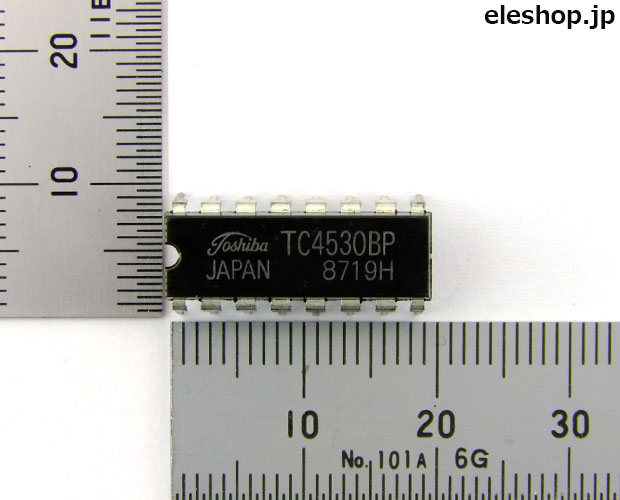 eleshop.jp
20
10
Toshiba TC4530BP
JAPAN 8719H
10 20 30
No. 101A 6G